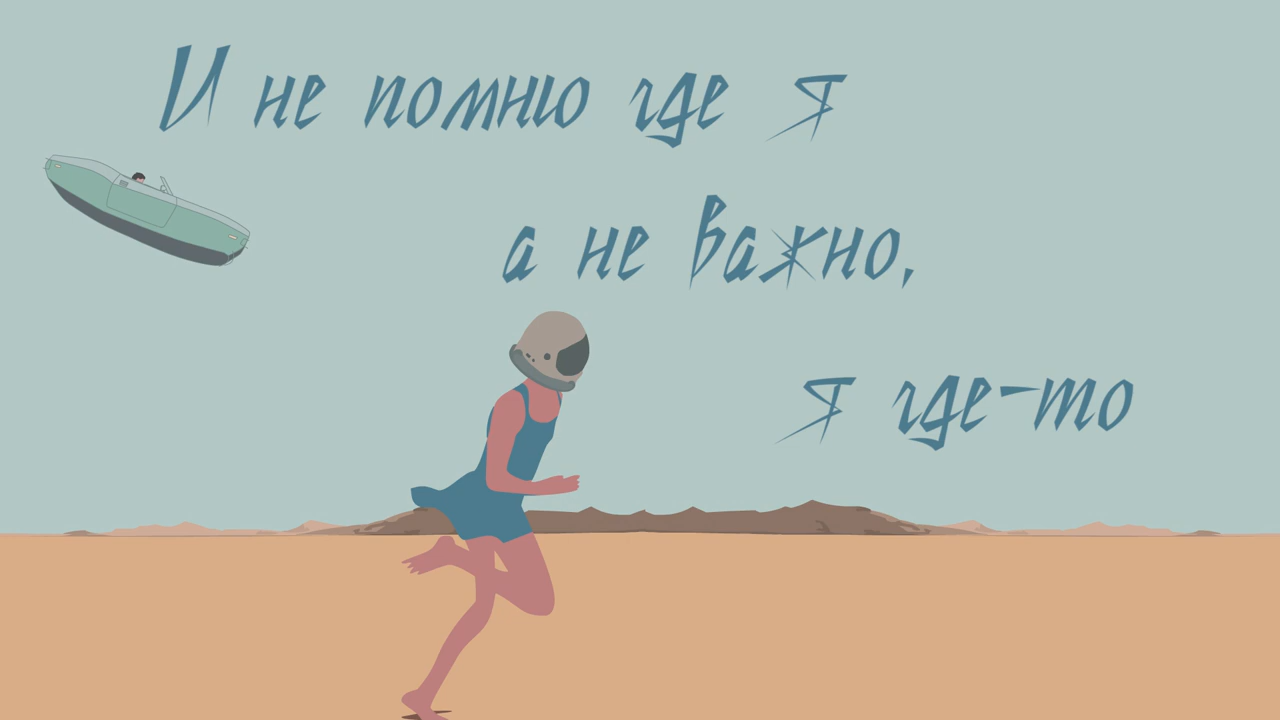 И не помню где я
а не важно,
я где-то